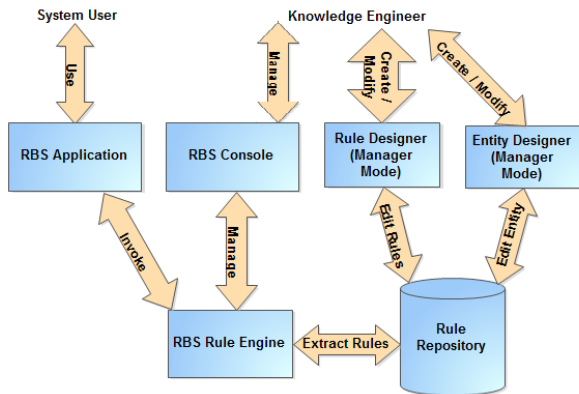 System User
Knowledge Engineer
Use
Manage
Create /
Modify
Create / Modify
RBS Application
RBS Console
Rule Designer
(Manager
Mode)
Entity Designer
(Manager
Mode)
Invoke
Manage
Edit Rules
Edit Entity
RBS Rule Engine
Extract Rules
Rule
Repository